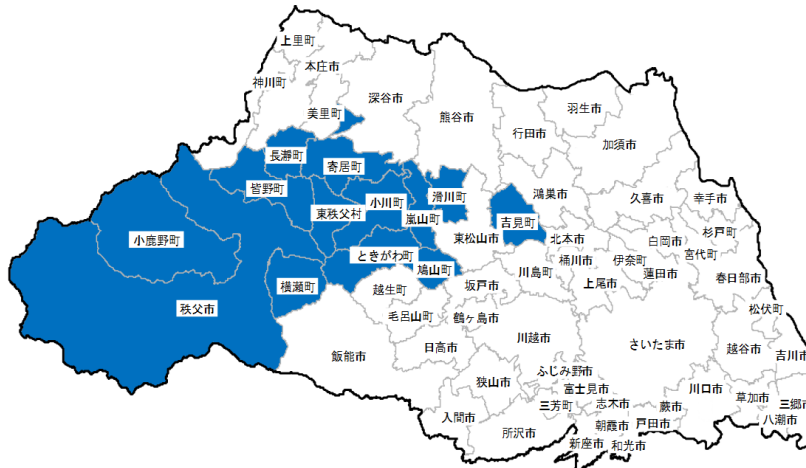 上里町
本庄市
神川町
美里町
深谷市
熊谷市
行田市
羽生市
加須市
長瀞町
寄居町
皆野町
小川町
滑川町
東秩父村
嵐山町
吉見町
鴻巣市
久喜市
幸手市
小鹿野町
ときがわ町
東松山市
北本市
白岡市
杉戸町
宮代町
鳩山町
川島町
桶川市
伊奈町
蓮田市
横瀬町
越生町
坂戸市
上尾市
春日部市
秩父市
毛呂山町
鶴ヶ島市
松伏町
飯能市
日高市
川越市
さいたま市
越谷市
吉川市
狭山市
ふじみ野市
富士見市
川口市
入間市
三芳町
志木市
蕨市
草加市
三郷市
所沢市
朝霞市
戸田市
八潮市
新座市
和光市